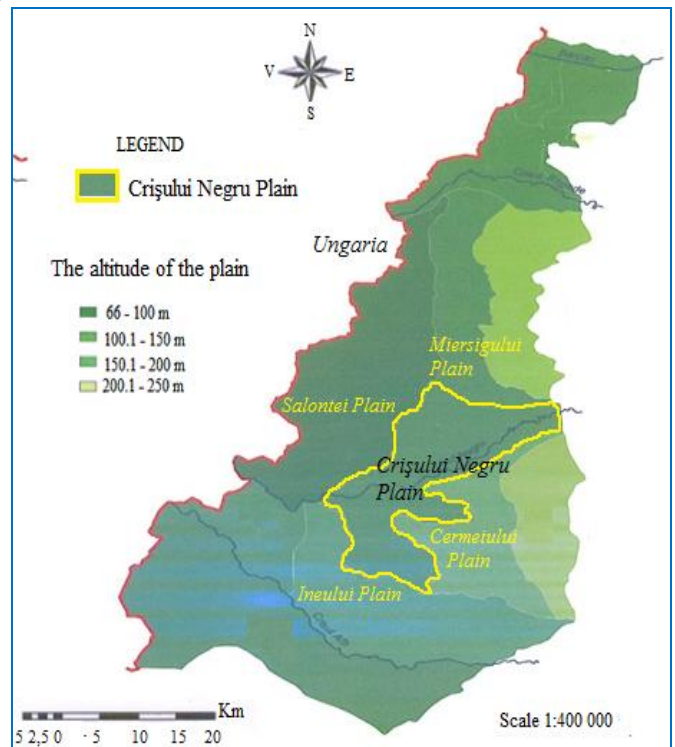 N
V E
S
LEGEND
Crişului Negru Plain
Ungaria
The altitude of the plain
66 - 100 m
100.1 - 150 m
150.1 - 200 m
200.1 - 250 m
Miersigului
Plain
Salontei Plain
Crişului Negru
Plain
Cermeiului
Plain
Ineului Plain
Km
5 2,5 0 5 10 15 20
Scale 1:400 000